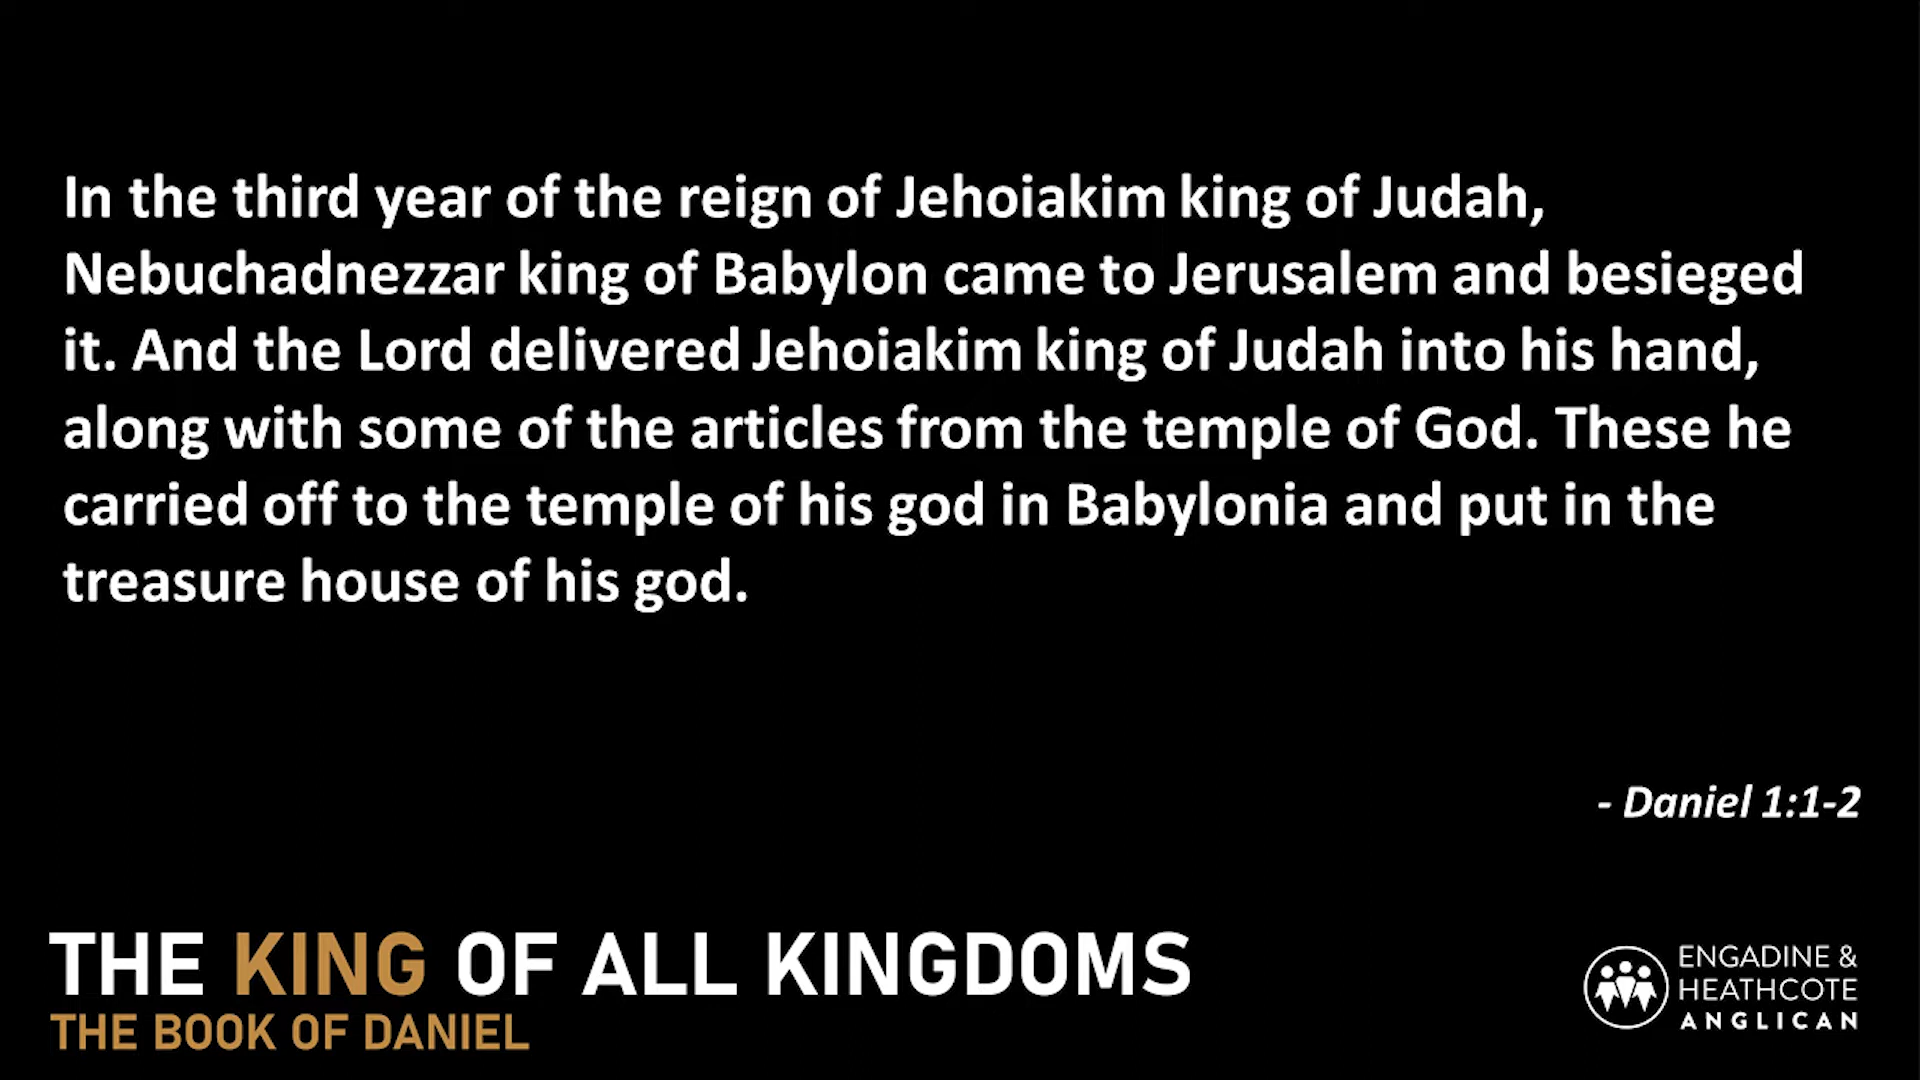 In the third year of the reign of Jehoiakim king of Judah,
Nebuchadnezzar king of Babylon came to Jerusalem and besieged
it. And the Lord delivered Jehoiakim king of Judah into his hand,
along with some of the articles from the temple of God. These he
carried off to the temple of his god in Babylonia and put in the
treasure house of his god.
- Daniel 1:1-2
THE KING OF ALL KINGDOMS
THE BOOK OF DANIEL
ENGADINE &
HEATHCOTE
ANGLICAN